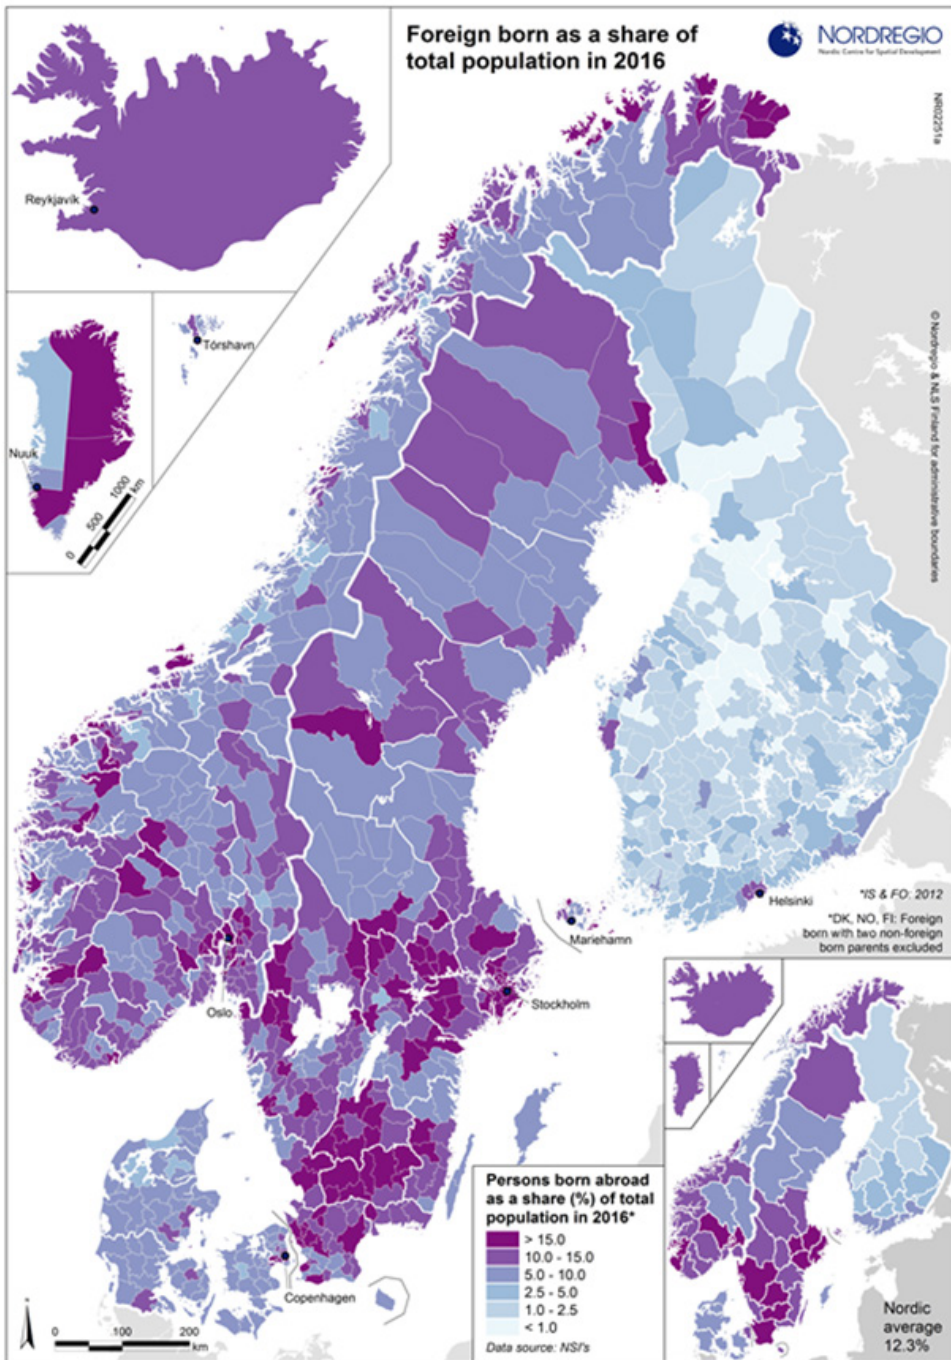 Foreign born as a share of
total population in 2016
NORDREGIO
Nordic Centre for Spatial Development
NR02251a
Reykjavík
Tórshavn
Nuuk
0 500 1000
km
© Nordregio & NLS Finland for administrative boundaries
Helsinki
*IS & FO: 2012
*DK, NO, FI: Foreign
born with two non-foreign
born parents excluded
Mariehamn
Stockholm
Oslo
Copenhagen
Persons born abroad
as a share (%) of total
population in 2016*
> 15.0
10.0 - 15.0
5.0 - 10.0
2.5 - 5.0
1.0 - 2.5
< 1.0
Data source: NSI's
Nordic
average
12.3%
0 100 200
km